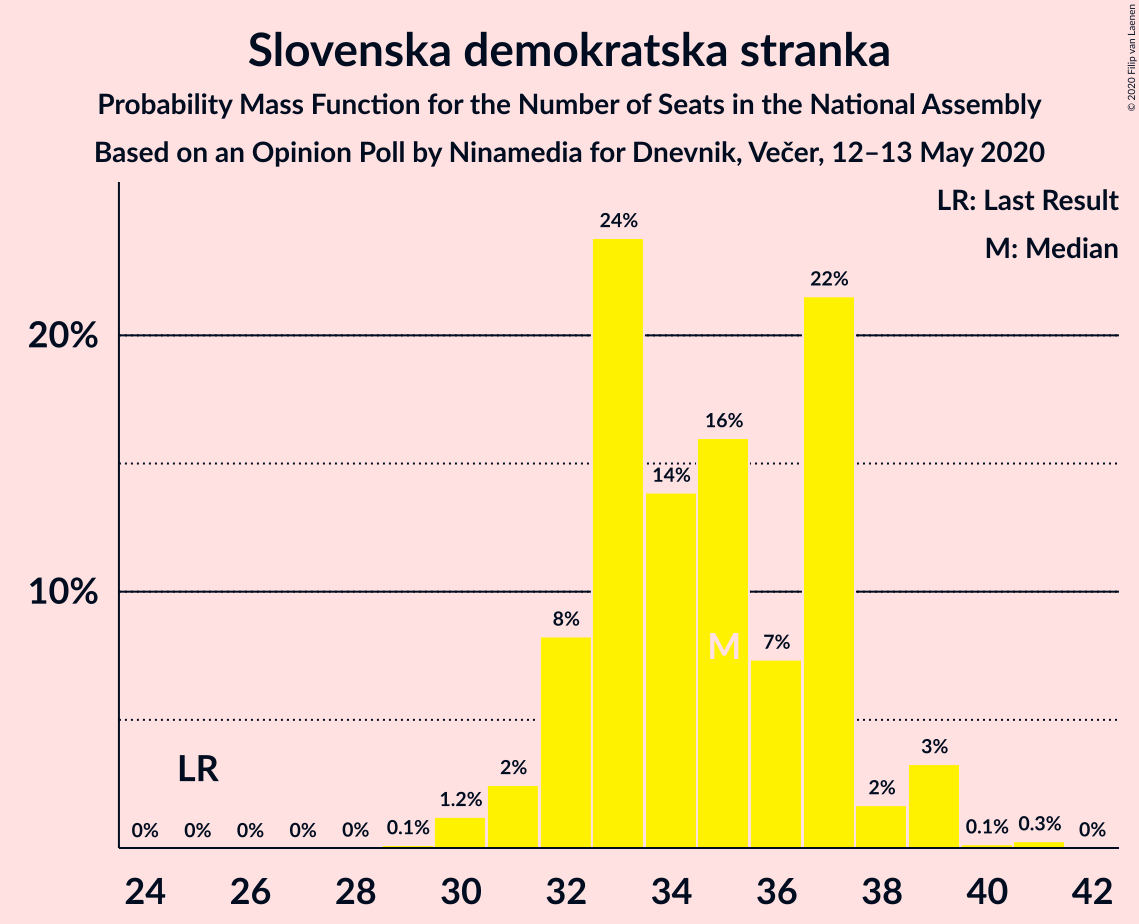 Slovenska demokratska stranka
Probability Mass Function for the Number of Seats in the National Assembly
Based on an Opinion Poll by Ninamedia for Dnevnik, Večer, 12–13 May 2020
© 2020 Filip van Laenen
LR: Last Result
M: Median
20%
10%
0% 0% 0% 0% 0% 0.1% 1.2% 2% 8% 24% 14% 16% 7% 22% 2% 3% 0.1% 0.3% 0%
LR
M
24 26 28 30 32 34 36 38 40 42